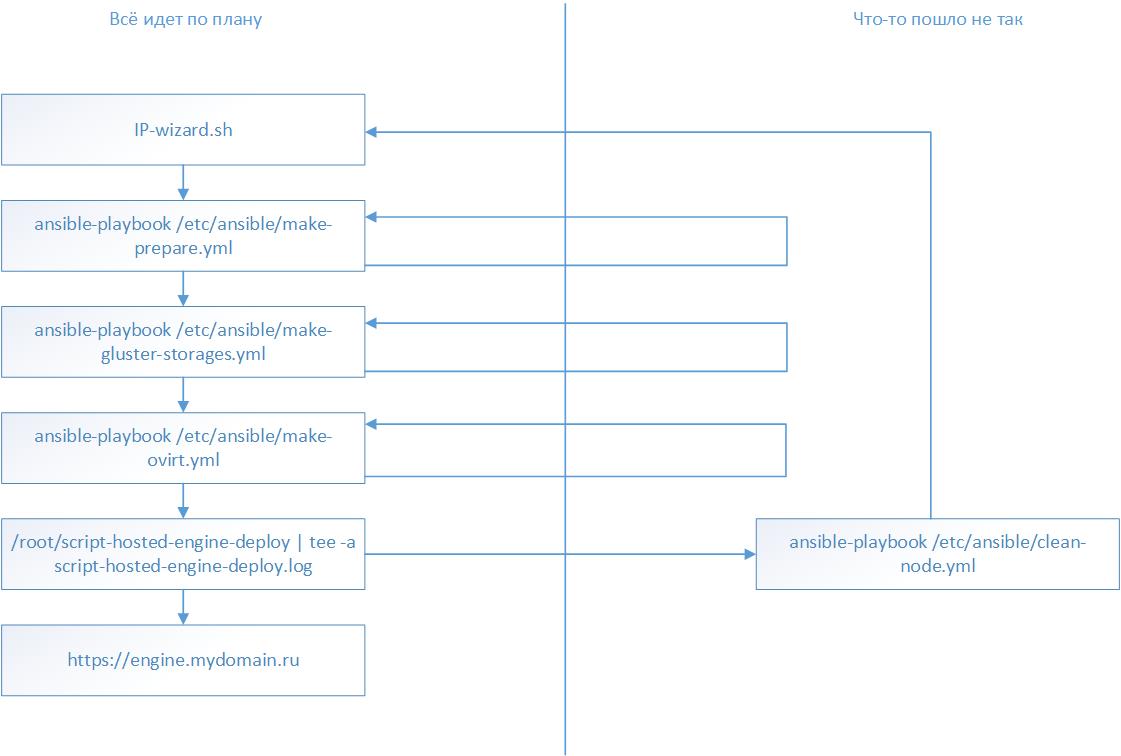 Всё идет по плану
Что-то пошло не так
IP-wizard.sh
ansible-playbook /etc/ansible/make-
prepare.yml
ansible-playbook /etc/ansible/make-
gluster-storages.yml
ansible-playbook /etc/ansible/make-
ovirt.yml
/root/script-hosted-engine-deploy | tee -a
script-hosted-engine-deploy.log
ansible-playbook /etc/ansible/clean-
node.yml
https://engine.mydomain.ru